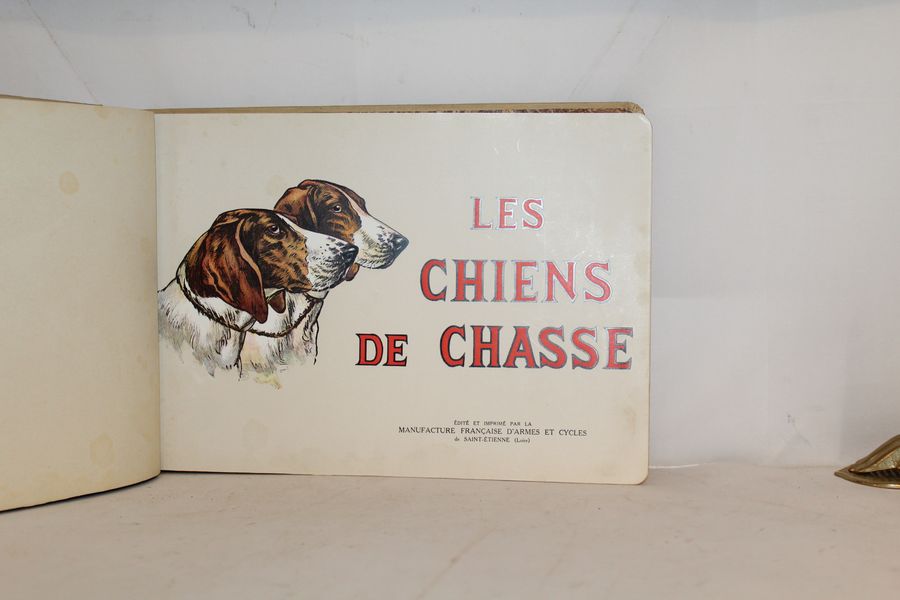 LES
CHIENS
DE CHASSE
ÉDITÉ ET IMPRIMÉ PAR LA
MANUFACTURE FRANÇAISE D'ARMES ET CYCLES
de SAINT-ÉTIENNE (Loire)